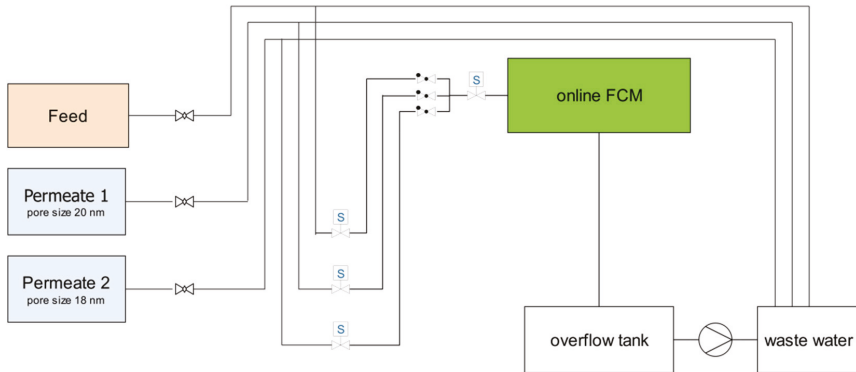 S
online FCM
Feed
Permeate 1
pore size 20 nm
S
Permeate 2
pore size 18 nm
S
S
overflow tank
waste water